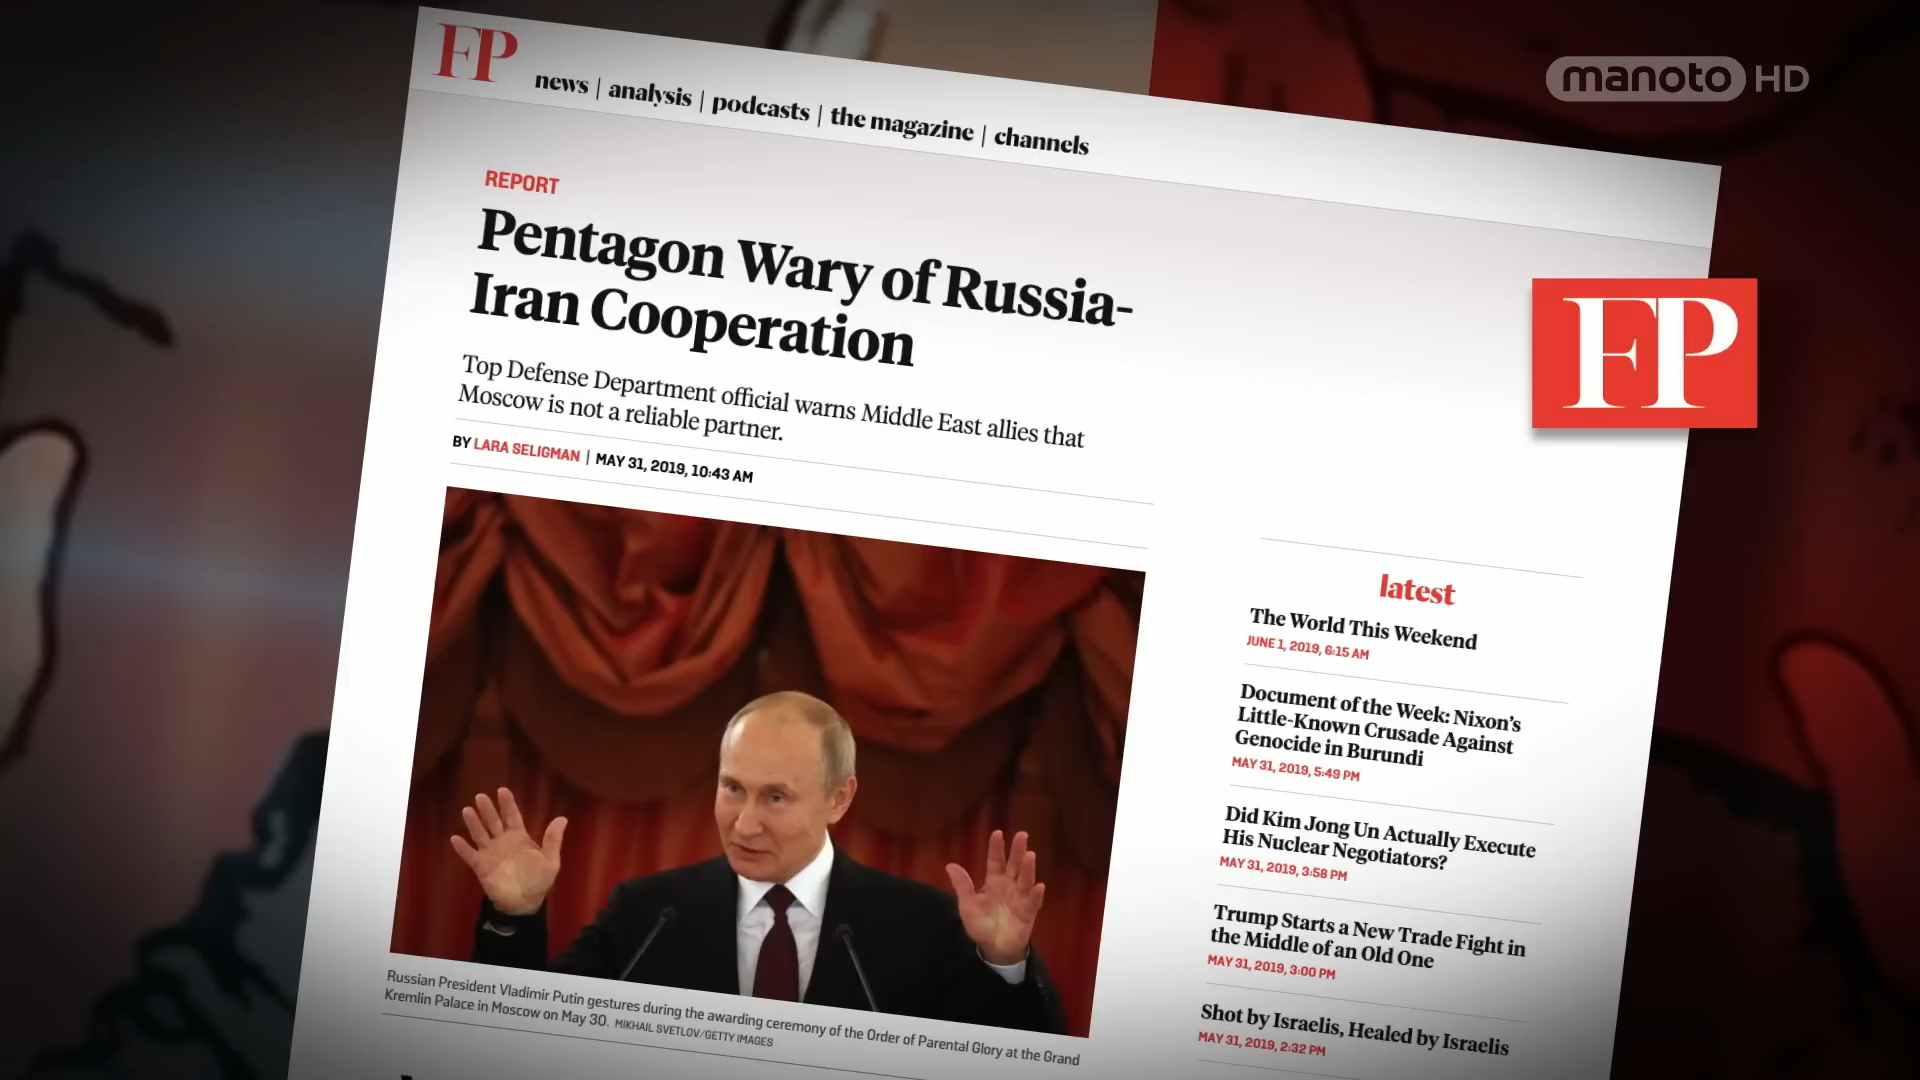 FP
news | analysis | podcasts | the magazine | channels
manoto HD
REPORT
Pentagon Wary of Russia-
Iran Cooperation
Top Defense Department official warns Middle East allies that
Moscow is not a reliable partner.
BY LARA SELIGMAN | MAY 31, 2019, 10:43 AM
FP
Russian President Vladimir Putin gestures during the awarding ceremony of the Order of Parental Glory at the Grand
Kremlin Palace in Moscow on May 30. MIKHAIL SVETLOV/GETTY IMAGES
latest
The World This Weekend
JUNE 1, 2019, 6:15 AM
Document of the Week: Nixon's
Little-Known Crusade Against
Genocide in Burundi
MAY 31, 2019, 5:49 PM
Did Kim Jong Un Actually Execute
His Nuclear Negotiators?
MAY 31, 2019, 3:58 PM
Trump Starts a New Trade Fight in
the Middle of an Old One
MAY 31, 2019, 3:00 PM
Shot by Israelis, Healed by Israelis
MAY 31, 2019, 2:32 PM